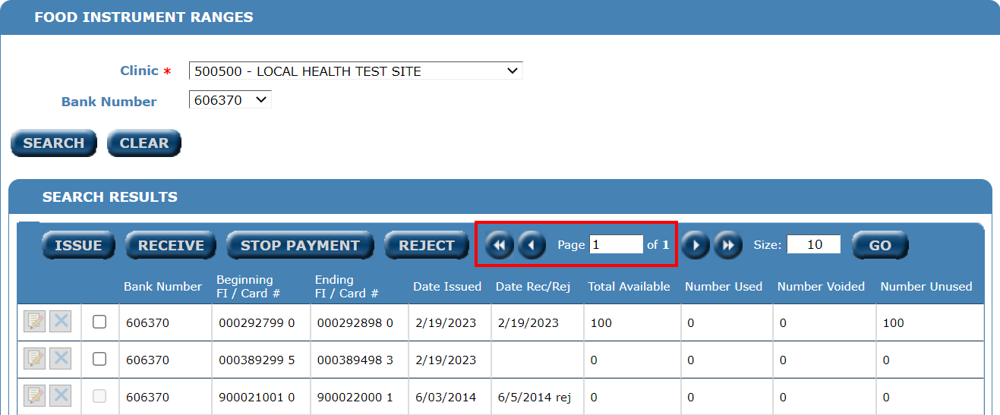 FOOD INSTRUMENT RANGES
Clinic * 500500 - LOCAL HEALTH TEST SITE
Bank Number 606370
SEARCH CLEAR
SEARCH RESULTS
ISSUE RECEIVE STOP PAYMENT REJECT Page 1 of 1 Size: 10 GO
Bank Number Beginning FI / Card # Ending FI / Card # Date Issued Date Rec/Rej Total Available Number Used Number Voided Number Unused
606370 000292799 0 000292898 0 2/19/2023 2/19/2023 100 0 0 100
606370 000389299 5 000389498 3 2/19/2023 0 0 0 0
606370 900021001 0 900022000 1 6/03/2014 6/5/2014 rej 0 0 0 0